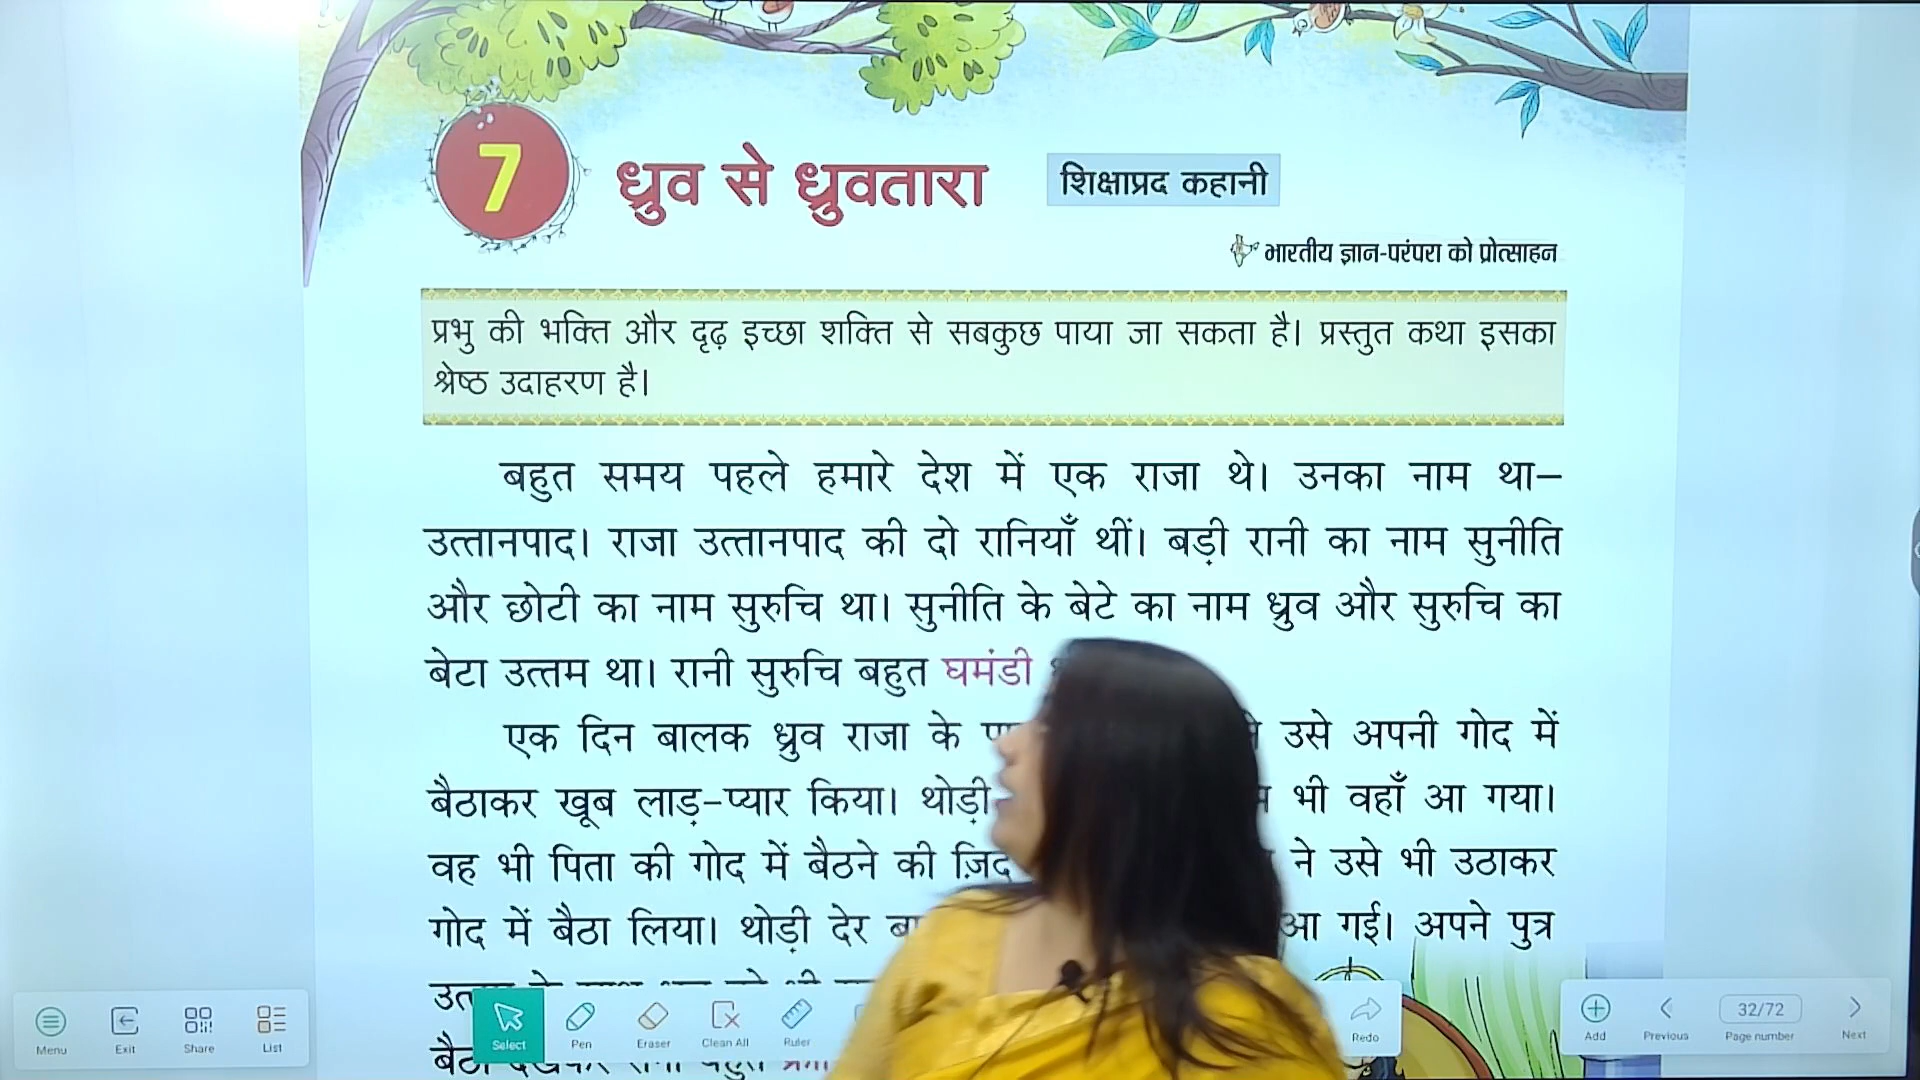 7
ध्रुव से ध्रुवतारा
शिक्षाप्रद कहानी
भारतीय ज्ञान-परंपरा को प्रोत्साहन
प्रभु की भक्ति और दृढ़ इच्छा शक्ति से सबकुछ पाया जा सकता है। प्रस्तुत कथा इसका
श्रेष्ठ उदाहरण है।
बहुत समय पहले हमारे देश में एक राजा थे। उनका नाम था–
उत्तानपाद। राजा उत्तानपाद की दो रानियाँ थीं। बड़ी रानी का नाम सुनीति
और छोटी का नाम सुरुचि था। सुनीति के बेटे का नाम ध्रुव और सुरुचि का
बेटा उत्तम था। रानी सुरुचि बहुत घमंडी
एक दिन बालक ध्रुव राजा के उसे अपनी गोद में
बैठाकर खूब लाड़-प्यार किया। थोड़ी भी वहाँ आ गया।
वह भी पिता की गोद में बैठने की ज़िद ने उसे भी उठाकर
गोद में बैठा लिया। थोड़ी देर आ गई। अपने पुत्र
Menu
Exit
Share
List
Select
Pen
Eraser
Clean All
Ruler
Redo
Add
Previous
32/72
Page number
Next